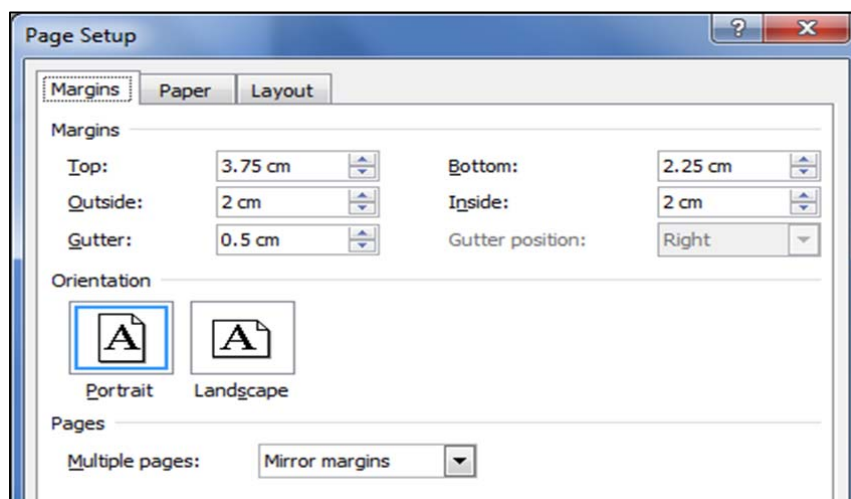 Page Setup
Margins Paper Layout
Margins
Top: 3.75 cm Bottom: 2.25 cm
Outside: 2 cm Inside: 2 cm
Gutter: 0.5 cm Gutter position: Right
Orientation
A A
Portrait Landscape
Pages
Multiple pages: Mirror margins